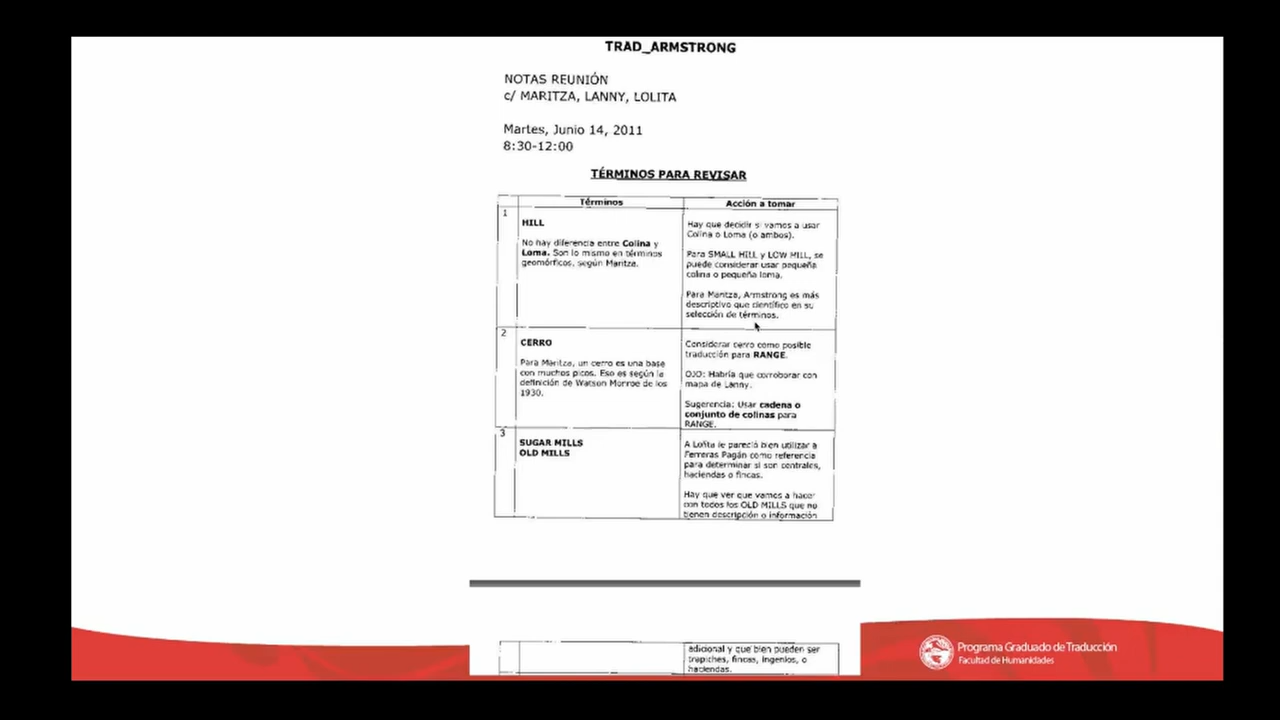 TRAD_ARMSTRONG
NOTAS REUNIÓN
c/ MARITZA, LANNY, LOLITA
Martes, Junio 14, 2011
8:30-12:00
TÉRMINOS PARA REVISAR
Términos
Acción a tomar
1
HILL
No hay diferencia entre Colina y
Loma. Son lo mismo en términos
geomórficos, según Maritza.
Hay que decidir si vamos a usar
Colina o Loma (o ambos).
Para SMALL HILL y LOW MILL, se
puede considerar usar pequeña
colina o pequeña loma.
Para Maritza, Armstrong es más
descriptivo que científico en su
selección de términos.
2
CERRO
Para Maritza, un cerro es una base
con muchos picos. Eso es según la
definición de Watson Monroe de los
1930.
Considerar cerro como posible
traducción para RANGE.
OJO: Habría que corroborar con
mapa de Lanny.
Sugerencia: Usar cadena o
conjunto de colinas para
RANGE.
3
SUGAR MILLS
OLD MILLS
A Lolita le pareció bien utilizar a
Ferreras Pagán como referencia
para determinar si son centrales,
haciendas o fincas.
Hay que ver que vamos a hacer
con todos los OLD MILLS que no
tienen descripción o información
adicional y que bien pueden ser
trapiches, fincas, ingenios, o
haciendas.
Programa Graduado de Traducción
Facultad de Humanidades